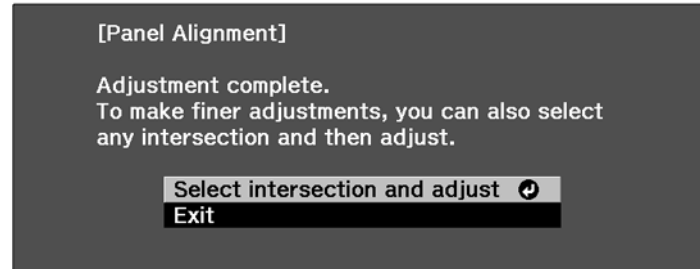 [Panel Alignment]
Adjustment complete.
To make finer adjustments, you can also select
any intersection and then adjust.
Select intersection and adjust
Exit